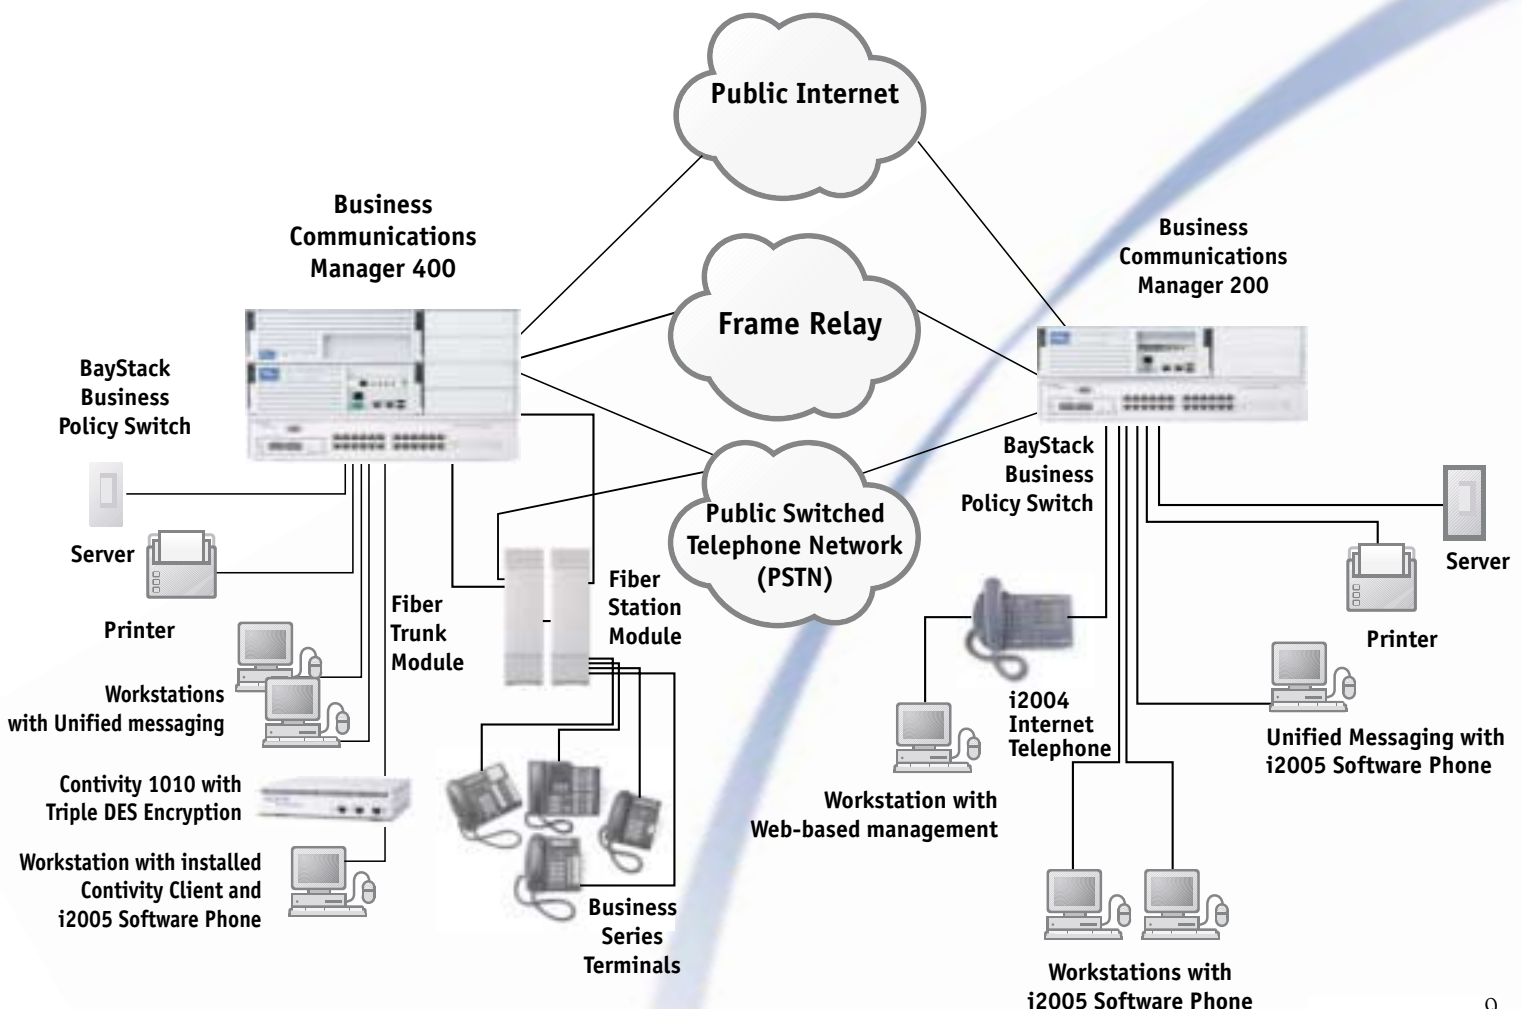 Public Internet
Business
Communications
Manager 400
Business
Communications
Manager 200
Frame Relay
BayStack
Business
Policy Switch
BayStack
Business
Policy Switch
Public Switched
Telephone Network
(PSTN)
Server
Printer
Fiber
Trunk
Module
Fiber
Station
Module
Server
Printer
Workstations
with Unified messaging
i2004
Internet
Telephone
Unified Messaging with
i2005 Software Phone
Contivity 1010 with
Triple DES Encryption
Workstation with
Web-based management
Workstation with installed
Contivity Client and
i2005 Software Phone
Business
Series
Terminals
Workstations with
i2005 Software Phone
9